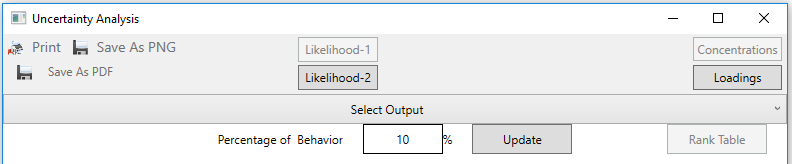 Uncertainty Analysis
Print Save As PNG Likelihood-1 Concentrations
Save As PDF Likelihood-2 Loadings
Select Output
Percentage of Behavior 10 % Update Rank Table